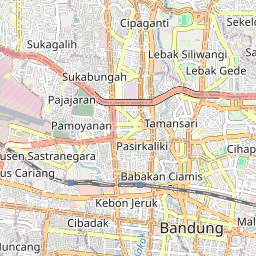 Cipaganti
Sekelo
Sukagalih
Lebak Siliwangi
Lebak Gede
Sukabungah
Pajajaran
Pamoyanan
Tamansari
Pasirkaliki
Cihap
usen Sastranegara
us Cariang
Babakan Ciamis
Kebon Jeruk
Cibadak
Bandung
Mal
uncang